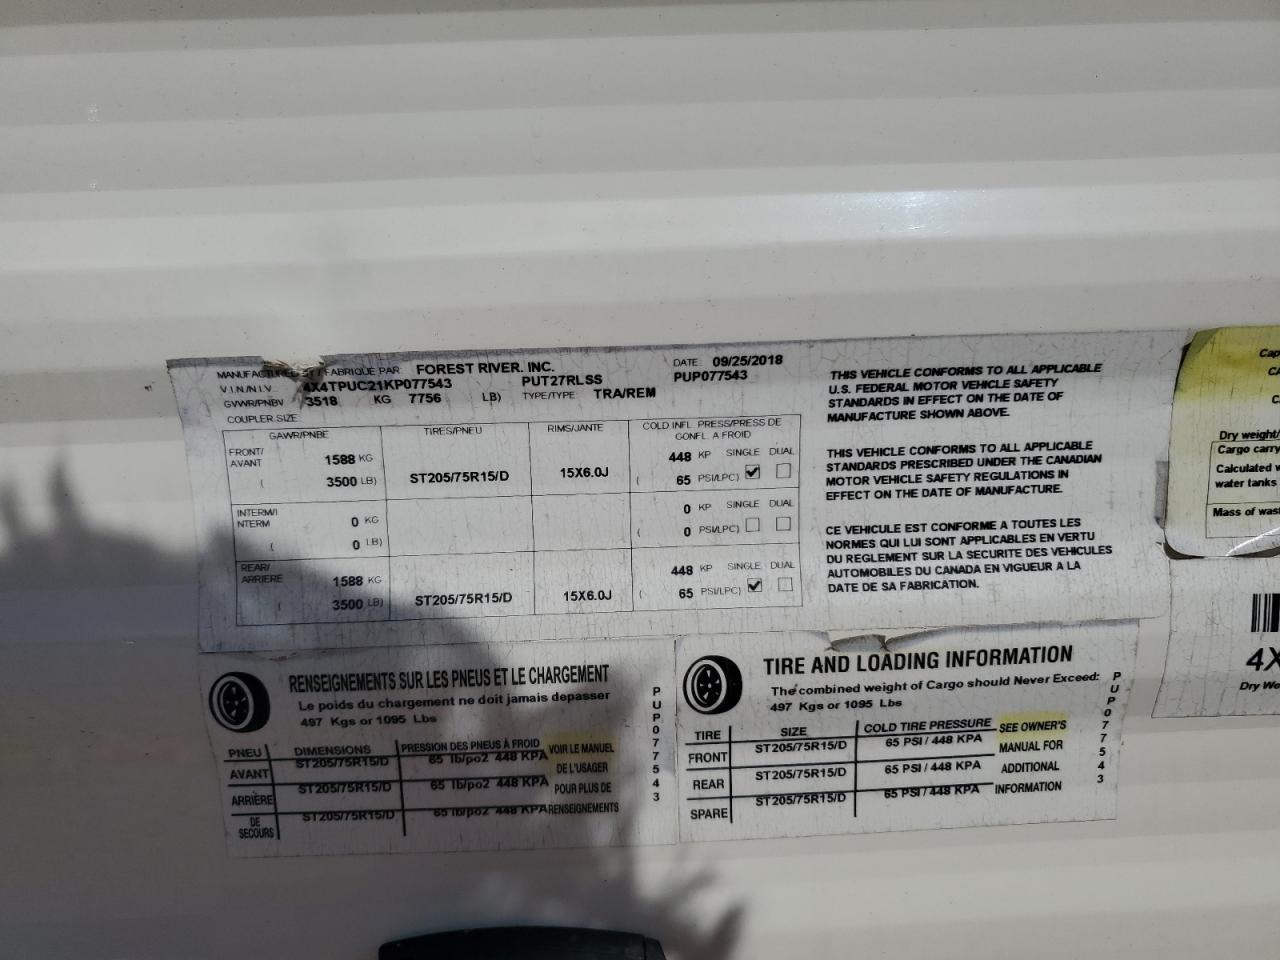 MANUFACTURED BY / FABRIQUE PAR: FOREST RIVER. INC. DATE 09/25/2018
V.I.N/N.I.V. 4X4TPUC21KP077543 PUT27RLSS PUP077543
GVWR/PNBV 3518 KG 7756 LB) TYPE/TYPE TRA/REM
COUPLER SIZE
GAWR/PNBE TIRES/PNEU RIMS/JANTE COLD INFL. PRESS/PRESS DE
GONFL. A FROID
FRONT/
AVANT 1588 KG 448 KP SINGLE DUAL
( 3500 LB) ST205/75R15/D 15X6.0J ( 65 PSI/LPC)
INTERM/I
NTERM 0 KG 0 KP SINGLE DUAL
( 0 LB) ( 0 PSI/LPC)
REAR/
ARRIERE 1588 KG 448 KP SINGLE DUAL
( 3500 LB) ST205/75R15/D 15X6.0J ( 65 PSI/LPC)
THIS VEHICLE CONFORMS TO ALL APPLICABLE
U.S. FEDERAL MOTOR VEHICLE SAFETY
STANDARDS IN EFFECT ON THE DATE OF
MANUFACTURE SHOWN ABOVE.
THIS VEHICLE CONFORMS TO ALL APPLICABLE
STANDARDS PRESCRIBED UNDER THE CANADIAN
MOTOR VEHICLE SAFETY REGULATIONS IN
EFFECT ON THE DATE OF MANUFACTURE.
CE VEHICULE EST CONFORME A TOUTES LES
NORMES QUI LUI SONT APPLICABLES EN VERTU
DU REGLEMENT SUR LA SECURITE DES VEHICULES
AUTOMOBILES DU CANADA EN VIGUEUR A LA
DATE DE SA FABRICATION.
RENSEIGNEMENTS SUR LES PNEUS ET LE CHARGEMENT
Le poids du chargement ne doit jamais depasser
497 Kgs or 1095 Lbs
PNEU DIMENSIONS PRESSION DES PNEUS À FROID VOIR LE MANUEL
AVANT ST205/75R15/D 65 lb/po2 448 KPA DE L'USAGER
ARRIÈRE ST205/75R15/D 65 lb/po2 448 KPA POUR PLUS DE
DE
SECOURS ST205/75R15/D 65 lb/po2 448 KPA RENSEIGNEMENTS
PUP077543
TIRE AND LOADING INFORMATION
The combined weight of Cargo should Never Exceed:
497 Kgs or 1095 Lbs
TIRE SIZE COLD TIRE PRESSURE SEE OWNER'S
FRONT ST205/75R15/D 65 PSI / 448 KPA MANUAL FOR
REAR ST205/75R15/D 65 PSI / 448 KPA ADDITIONAL
SPARE ST205/75R15/D 65 PSI / 448 KPA INFORMATION
PUP077543
Cap
CA
C
Dry weight/
Cargo carry
Calculated w
water tanks
Mass of wast
4X
Dry We